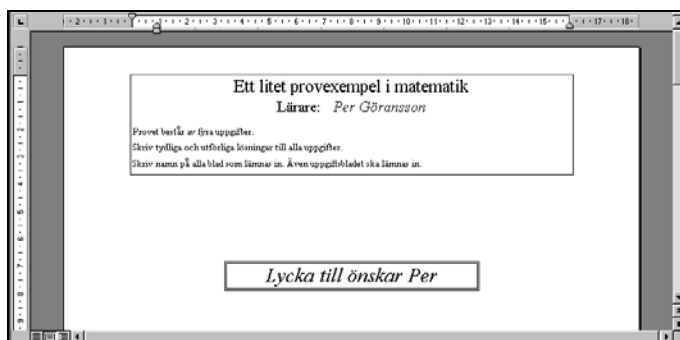 Ett litet provexempel i matematik
Lärare: Per Göransson
Provet består av fyra uppgifter.
Skriv tydliga och utförliga lösningar till alla uppgifter.
Skriv namn på alla blad som lämnas in. Även uppgiftsbladet ska lämnas in.
Lycka till önskar Per